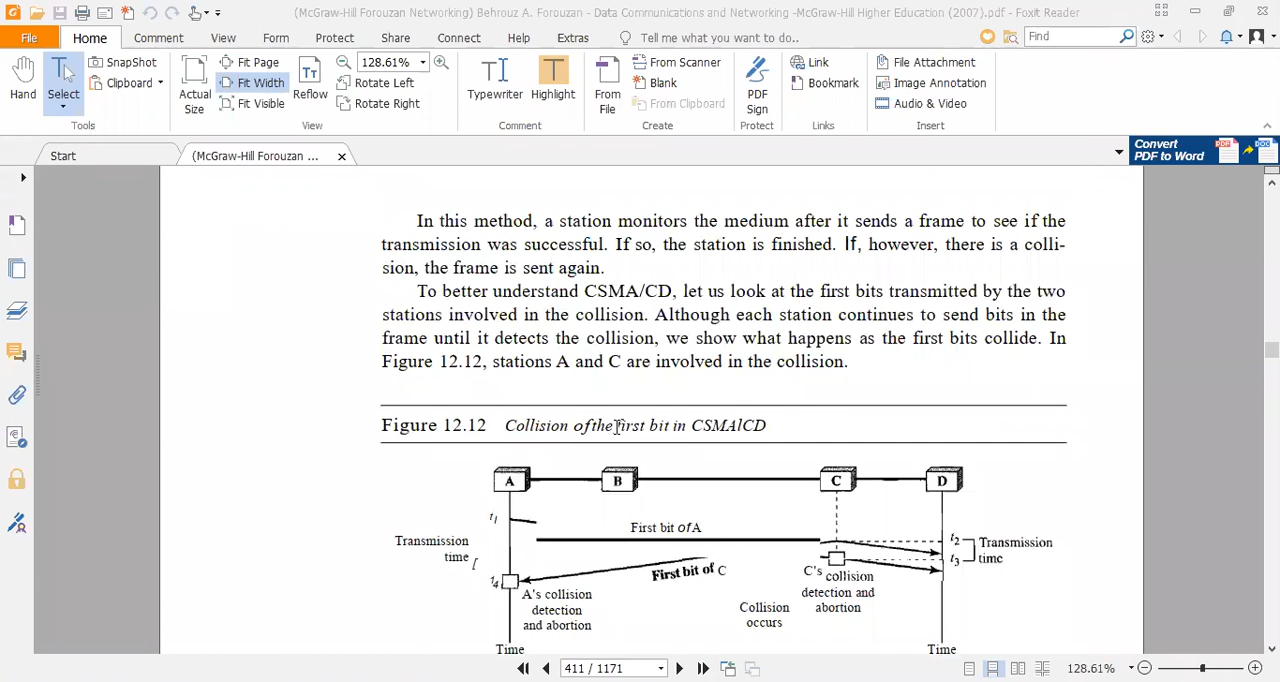 (McGraw-Hill Forouzan Networking) Behrouz A. Forouzan - Data Communications and Networking -McGraw-Hill Higher Education (2007).pdf - Foxit Reader
File Home Comment View Form Protect Share Connect Help Extras Tell me what you want to do... Find
Hand
Select
SnapShot
Clipboard
Tools
Actual Size
Fit Page
Fit Width
Fit Visible
Reflow
128.61%
Rotate Left
Rotate Right
View
Typewriter
Highlight
Comment
From File
From Scanner
Blank
From Clipboard
Create
PDF Sign
Protect
Link
Bookmark
Links
File Attachment
Image Annotation
Audio & Video
Insert
Start
(McGraw-Hill Forouzan ...
Convert
PDF to Word
In this method, a station monitors the medium after it sends a frame to see if the
transmission was successful. If so, the station is finished. If, however, there is a colli-
sion, the frame is sent again.
To better understand CSMA/CD, let us look at the first bits transmitted by the two
stations involved in the collision. Although each station continues to send bits in the
frame until it detects the collision, we show what happens as the first bits collide. In
Figure 12.12, stations A and C are involved in the collision.
Figure 12.12 Collision ofthe first bit in CSMAlCD
A B C D
t1
First bit ofA
Transmission
time
t2
t3
Transmission
time
t4
First bit of C
A's collision
detection
and abortion
Collision
occurs
C's collision
detection and
abortion
Time
Time
411 / 1171
128.61%